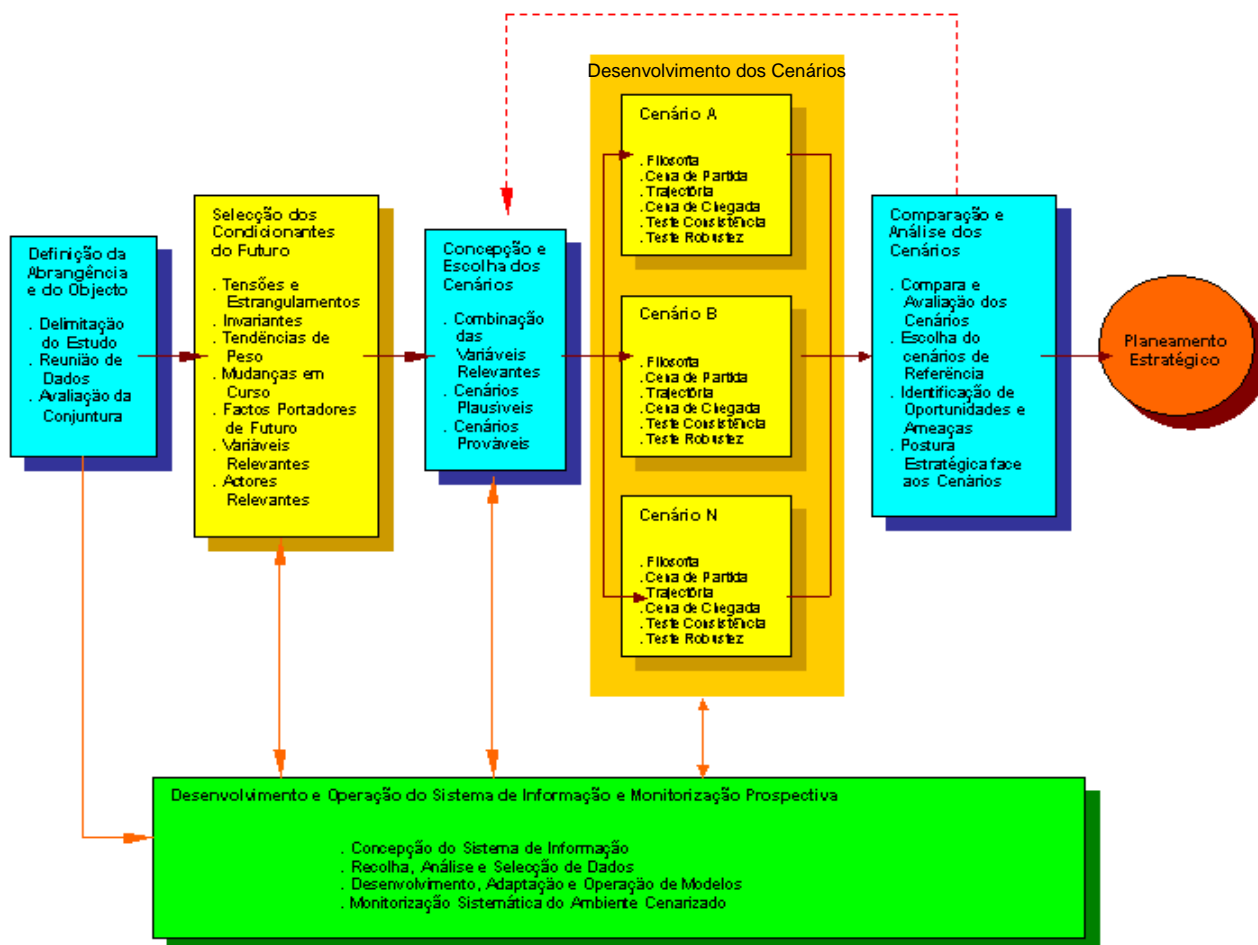 Desenvolvimento dos Cenários
Definição da
Abrangência
e do Objecto
. Delimitação
do Estudo
. Reunião de
Dados
. Avaliação da
Conjuntura
Selecção dos
Condicionantes
do Futuro
. Tensões e
Estrangulamentos
. Invariantes
. Tendências de
Peso
. Mudanças em
Curso
. Factos Portadores
de Futuro
. Variáveis
Relevantes
. Actores
Relevantes
Concepção e
Escolha dos
Cenários
. Combinação
das
Variáveis
Relevantes
. Cenários
Plausíveis
. Cenários
Prováveis
Cenário A
. Filosofia
. Cena de Partida
. Trajectória
. Cena de Chegada
. Teste Consistência
. Teste Robustez
Cenário B
. Filosofia
. Cena de Partida
. Trajectória
. Cena de Chegada
. Teste Consistência
. Teste Robustez
Cenário N
. Filosofia
. Cena de Partida
. Trajectória
. Cena de Chegada
. Teste Consistência
. Teste Robustez
Comparação e
Análise dos
Cenários
. Compara e
Avaliação dos
Cenários
. Escolha do
cenários de
Referência
. Identificação de
Oportunidades e
Ameaças
. Postura
Estratégica face
aos Cenários
Planeamento
Estratégico
Desenvolvimento e Operação do Sistema de Informação e Monitorização Prospectiva
. Concepção do Sistema de Informação
. Recolha, Análise e Selecção de Dados
. Desenvolvimento, Adaptação e Operação de Modelos
. Monitorização Sistemática do Ambiente Cenarizado